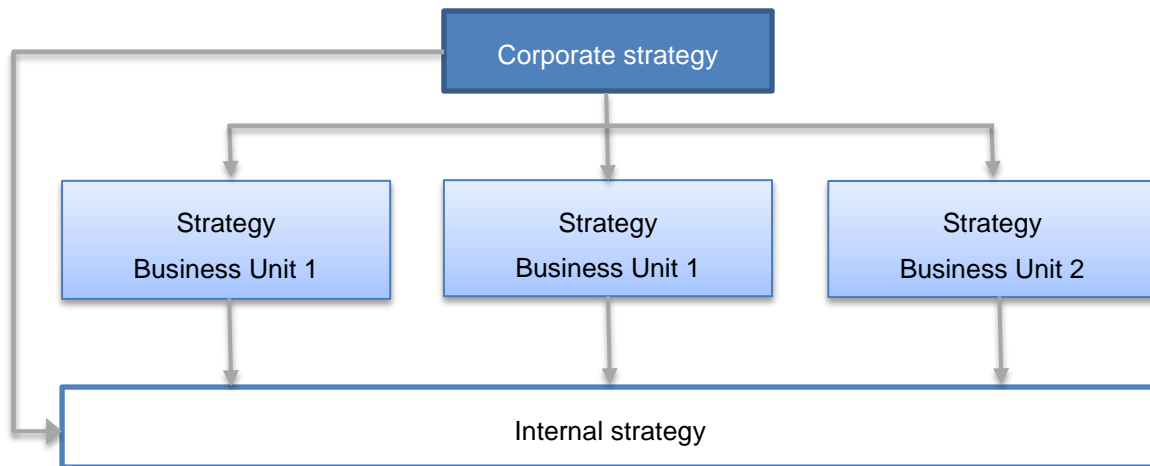 Corporate strategy
Strategy
Business Unit 1
Strategy
Business Unit 1
Strategy
Business Unit 2
Internal strategy